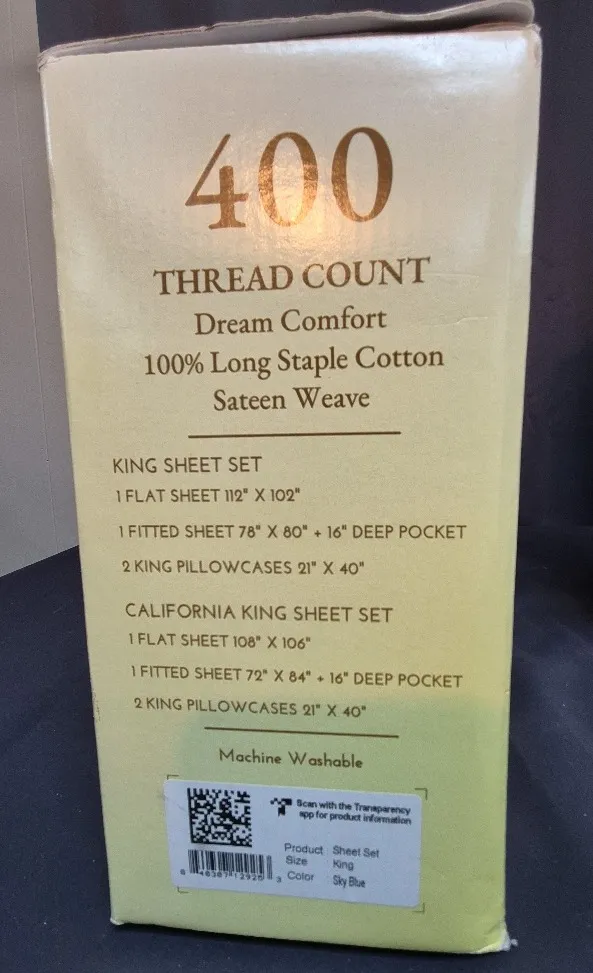 400
THREAD COUNT
Dream Comfort
100% Long Staple Cotton
Sateen Weave
KING SHEET SET
1 FLAT SHEET 112" X 102"
1 FITTED SHEET 78" X 80" + 16" DEEP POCKET
2 KING PILLOWCASES 21" X 40"
CALIFORNIA KING SHEET SET
1 FLAT SHEET 108" X 106"
1 FITTED SHEET 72" X 84" + 16" DEEP POCKET
2 KING PILLOWCASES 21" X 40"
Machine Washable
Scan with the Transparency
app for product information
Product Sheet Set
Size King
Color Sky Blue